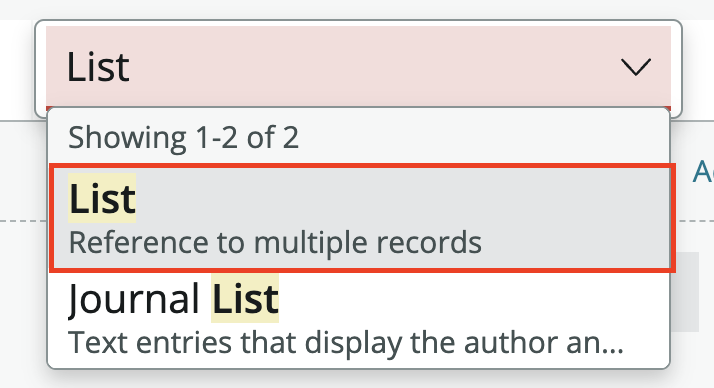 List
Showing 1-2 of 2
List
Reference to multiple records
Journal List
Text entries that display the author an...